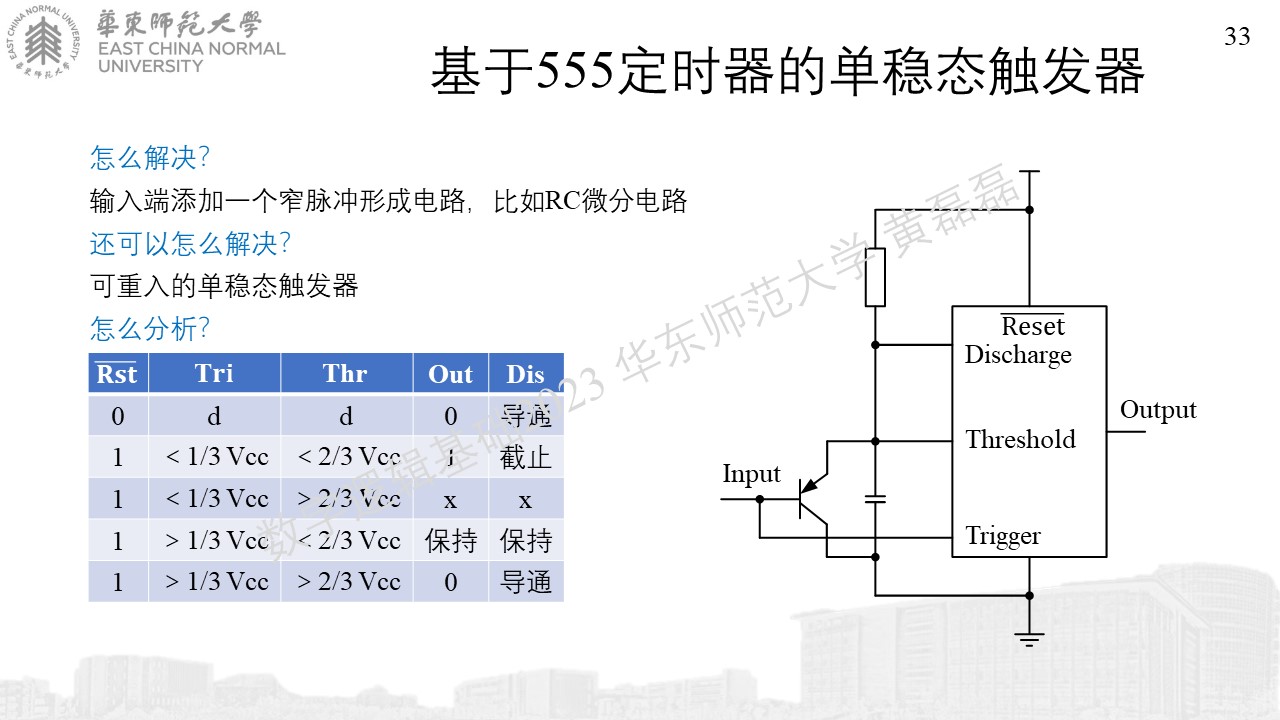 EAST CHINA NORMAL UNIVERSITY
華東師範大學
華東師範大學
EAST CHINA NORMAL
UNIVERSITY
33
基于555定时器的单稳态触发器
怎么解决?
输入端添加一个窄脉冲形成电路，比如RC微分电路
还可以怎么解决?
可重入的单稳态触发器
怎么分析?
Rst Tri Thr Out Dis
0 d d 0 导通
1 < 1/3 Vcc < 2/3 Vcc 1 截止
1 < 1/3 Vcc > 2/3 Vcc x x
1 > 1/3 Vcc < 2/3 Vcc 保持 保持
1 > 1/3 Vcc > 2/3 Vcc 0 导通
Reset
Discharge
Output
Threshold
Input
Trigger
数字逻辑基础2023 华东师范大学 黄磊磊